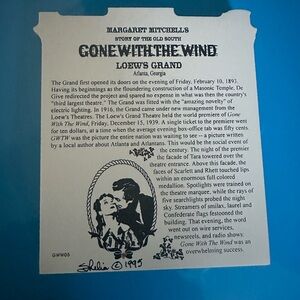 MARGARET MITCHELL'S
STORY OF THE OLD SOUTH
GONE WITH THE WIND
LOEW'S GRAND
Atlanta, Georgia
The Grand first opened its doors on the evening of Friday, February 10, 1893.
Having its beginnings as the floundering construction of a Masonic Temple, De
Give redirected the project and spared no expense in what was then the country's
"third largest theatre." The Grand was fitted with the "amazing novelty" of
electric lighting. In 1916, the Grand came under new management from the
Loew's Theatres. The Loew's Grand Theatre held the world premiere of Gone
With The Wind, Friday, December 15, 1939. A single ticket to the premiere went
for ten dollars, at a time when the average evening box-office tab was fifty cents.
GWTW was the picture the entire nation was waiting to see -- a picture written
by a local author about Atlanta and Atlantans. This would be the social event of
the century. The night of the premiere
the facade of Tara towered over the
theatre entrance. Above this facade, the
faces of Scarlett and Rhett touched lips
within an enormous full colored
medallion. Spotlights were trained on
the theatre marquee, while the rays of
five searchlights probed the night
sky. Streamers of smilax, laurel and
Confederate flags festooned the
building. That evening, the word
went out on wire services,
newsreels, and radio showy.
Gone With The Wind was an
overwhelming success.
GWW05
Shelia © 1995